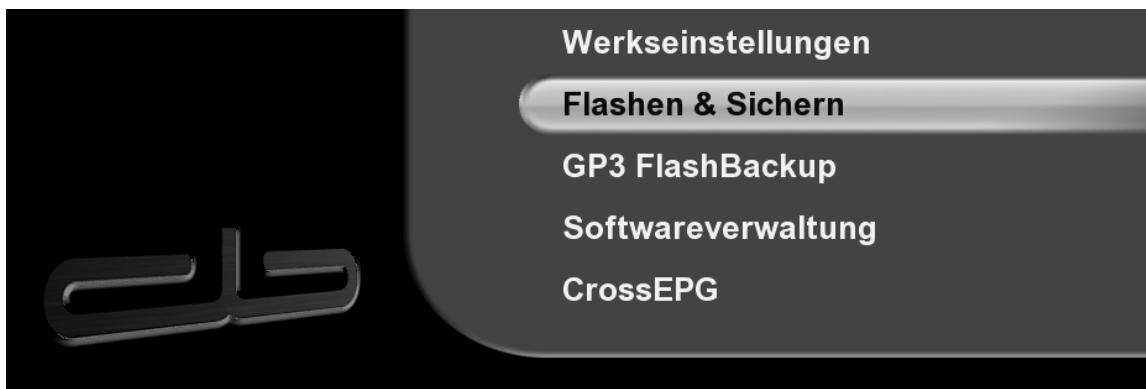 Werkseinstellungen
Flashen & Sichern
GP3 FlashBackup
Softwareverwaltung
CrossEPG